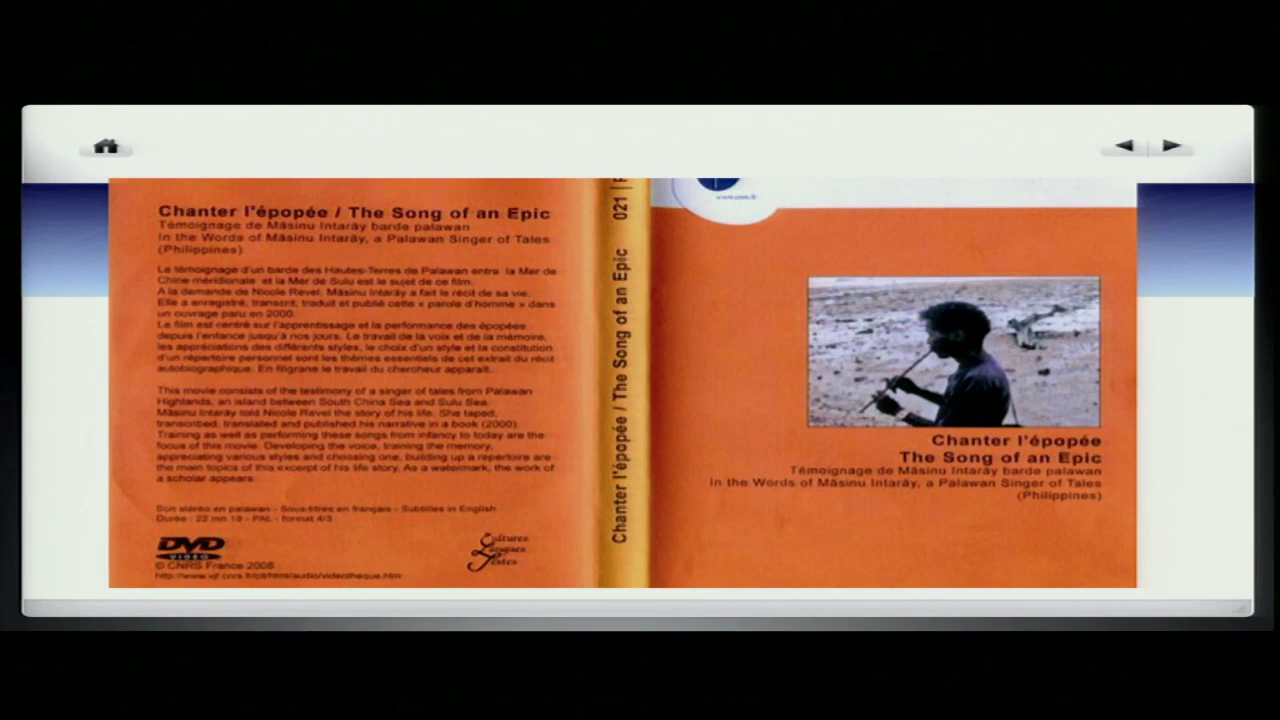 Chanter l'épopée / The Song of an Epic
Témoignage de Māsinu Intarāy barde palawan
In the Words of Māsinu Intarāy, a Palawan Singer of Tales
(Philippines)
Le témoignage d'un barde des Hautes-Terres de Palawan entre la Mer de
Chine méridionale et la Mer de Sulu est le sujet de ce film.
A la demande de Nicole Revel, Māsinu Intarāy a fait le récit de sa vie.
Elle a enregistré, transcrit, traduit et publié cette « parole d'homme » dans
un ouvrage paru en 2000.
Le film est centré sur l'apprentissage et la performance des épopées
depuis l'enfance jusqu'à nos jours. Le travail de la voix et de la mémoire,
les appréciations des différents styles, le choix d'un style et la constitution
d'un répertoire personnel sont les thèmes essentiels de cet extrait du récit
autobiographique. En filigrane le travail du chercheur apparaît.
This movie consists of the testimony of a singer of tales from Palawan
Highlands, an island between South China Sea and Sulu Sea.
Māsinu Intarāy told Nicole Revel the story of his life. She taped,
transcribed, translated and published his narrative in a book (2000).
Training as well as performing these songs from infancy to today are the
focus of this movie. Developing the voice, training the memory,
appreciating various styles and choosing one, building up a repertoire are
the main topics of this excerpt of his life story. As a watermark, the work of
a scholar appears.
Son stéréo en palawan - Sous-titres en français - Subtitles in English
Durée : 22 mn 18 - PAL - format 4/3
DVD
VIDEO
© CNRS France 2008
Cultures
Langues
Textes
Chanter l'épopée / The Song of an Epic 021
www.cnrs.fr
Chanter l'épopée
The Song of an Epic
Témoignage de Māsinu Intarāy barde palawan
In the Words of Māsinu Intarāy, a Palawan Singer of Tales
(Philippines)